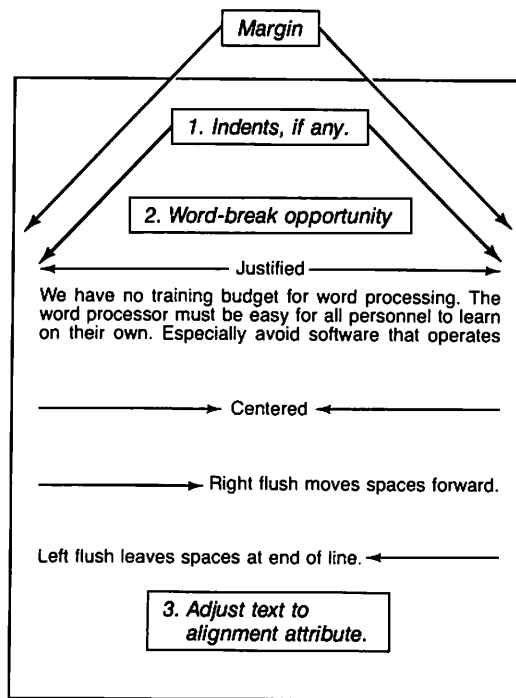 Margin
1. Indents, if any.
2. Word-break opportunity
Justified
We have no training budget for word processing. The
word processor must be easy for all personnel to learn
on their own. Especially avoid software that operates
Centered
Right flush moves spaces forward.
Left flush leaves spaces at end of line.
3. Adjust text to
alignment attribute.